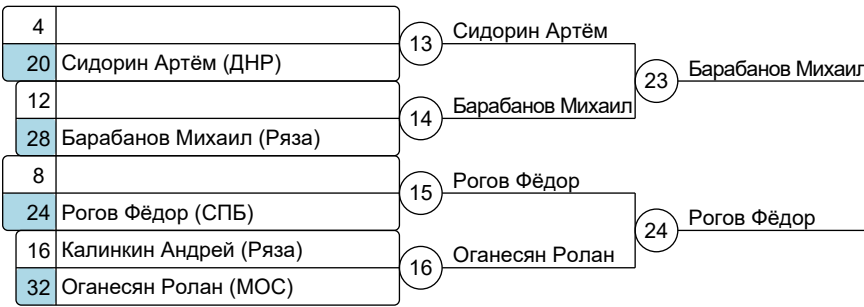 4
13
Сидорин Артём
20 Сидорин Артём (ДНР)
23
Барабанов Михаил
12
14
Барабанов Михаил
28 Барабанов Михаил (Ряза)
8
15
Рогов Фёдор
24 Рогов Фёдор (СПБ)
24
Рогов Фёдор
16 Калинкин Андрей (Ряза)
16
Оганесян Ролан
32 Оганесян Ролан (МОС)